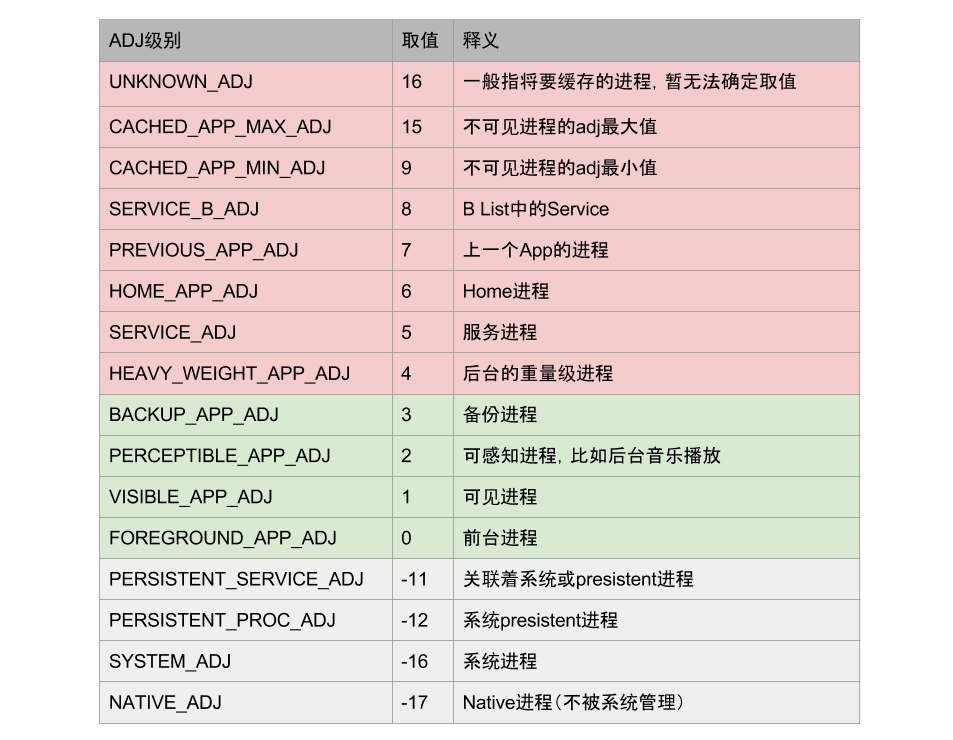 ADJ级别 取值 释义
UNKNOWN_ADJ 16 一般指将要缓存的进程，暂无法确定取值
CACHED_APP_MAX_ADJ 15 不可见进程的adj最大值
CACHED_APP_MIN_ADJ 9 不可见进程的adj最小值
SERVICE_B_ADJ 8 B List中的Service
PREVIOUS_APP_ADJ 7 上一个App的进程
HOME_APP_ADJ 6 Home进程
SERVICE_ADJ 5 服务进程
HEAVY_WEIGHT_APP_ADJ 4 后台的重量级进程
BACKUP_APP_ADJ 3 备份进程
PERCEPTIBLE_APP_ADJ 2 可感知进程，比如后台音乐播放
VISIBLE_APP_ADJ 1 可见进程
FOREGROUND_APP_ADJ 0 前台进程
PERSISTENT_SERVICE_ADJ -11 关联着系统或presistent进程
PERSISTENT_PROC_ADJ -12 系统presistent进程
SYSTEM_ADJ -16 系统进程
NATIVE_ADJ -17 Native进程（不被系统管理）